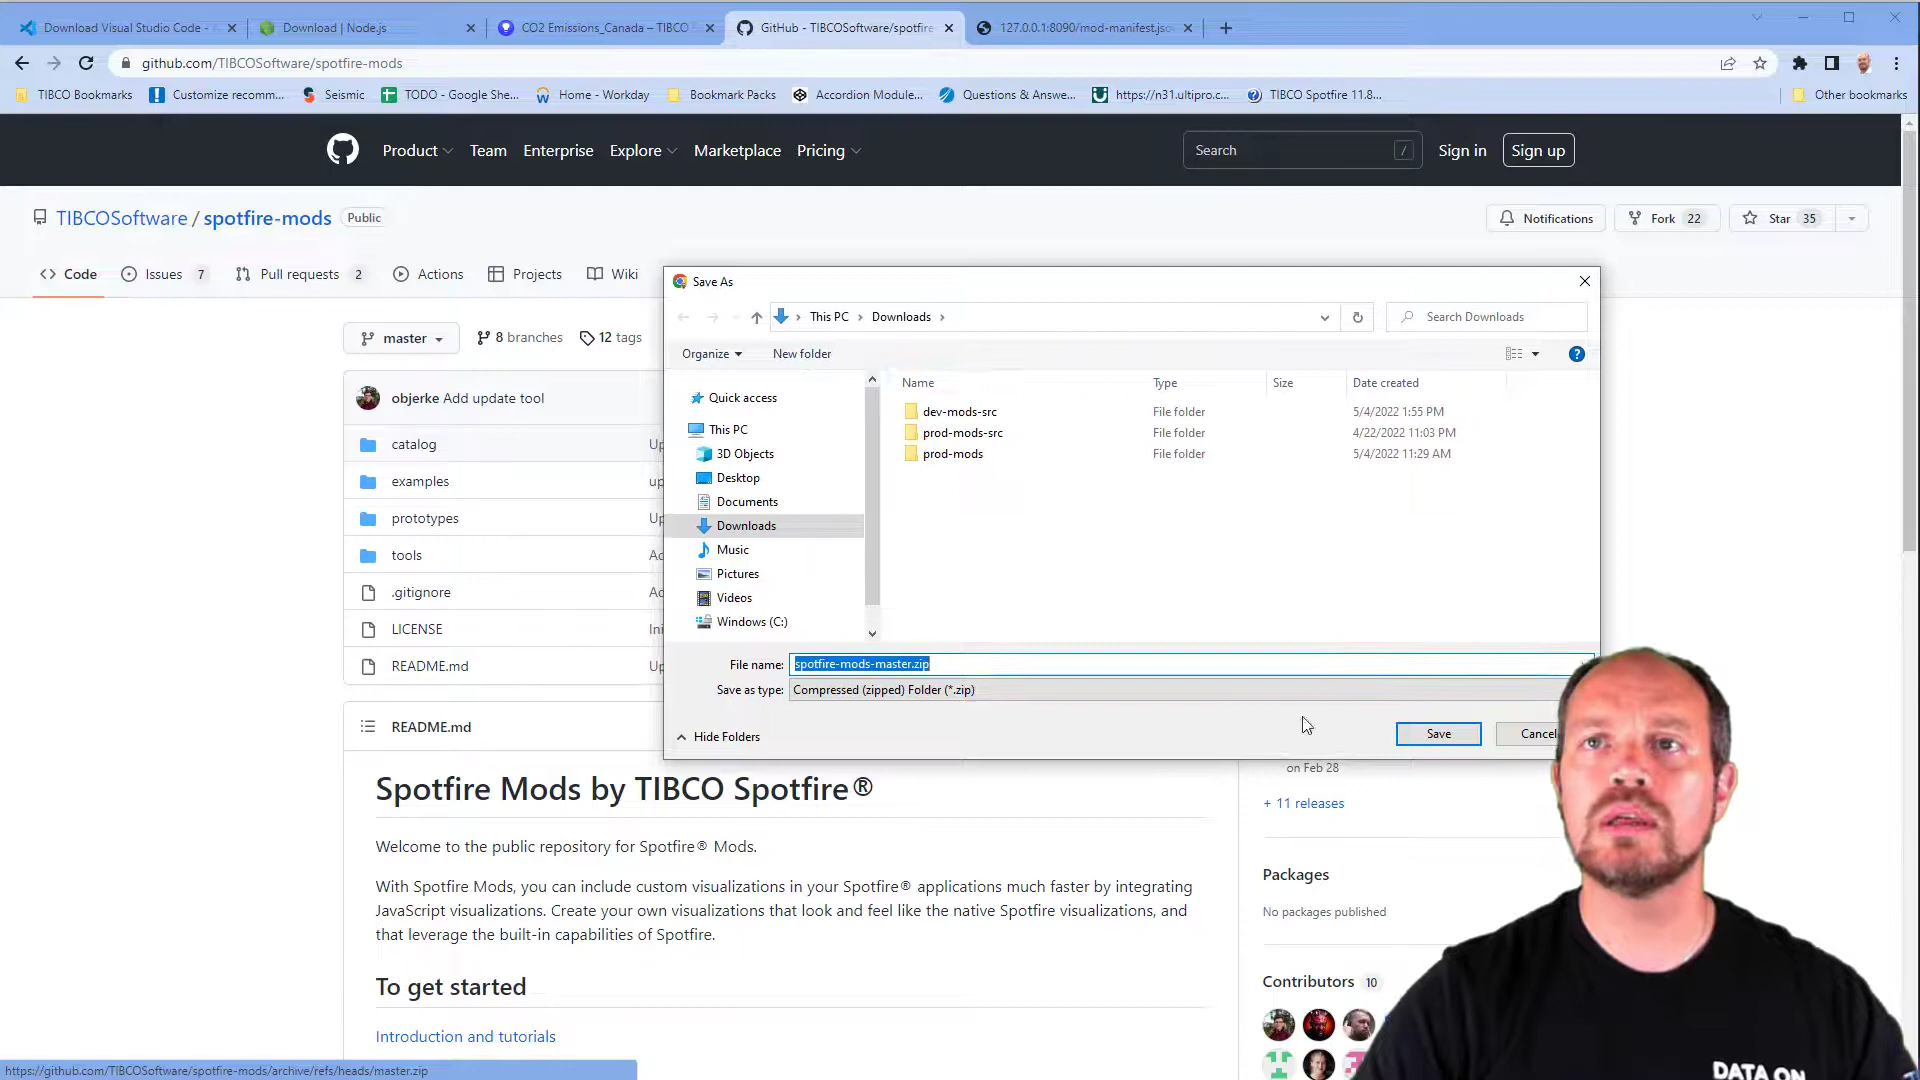 Download Visual Studio Code -
Download | Node.js
CO2 Emissions_Canada – TIBCO
GitHub - TIBCOSoftware/spotfire
127.0.0.1:8090/mod-manifest.jso
github.com/TIBCOSoftware/spotfire-mods
TIBCO Bookmarks
Customize recomm...
Seismic
TODO - Google She...
Home - Workday
Bookmark Packs
Accordion Module...
Questions & Answe...
https://n31.ultipro.c...
TIBCO Spotfire 11.8...
Other bookmarks
Product
Team
Enterprise
Explore
Marketplace
Pricing
Search /
Sign in
Sign up
TIBCOSoftware / spotfire-mods Public
Notifications
Fork 22
Star 35
Code
Issues 7
Pull requests 2
Actions
Projects
Wiki
master
8 branches
12 tags
objerke Add update tool
catalog Up
examples up
prototypes Up
tools Ad
.gitignore Ad
LICENSE Ini
README.md Up
README.md
Save As
This PC
Downloads
Search Downloads
Organize
New folder
Quick access
This PC
3D Objects
Desktop
Documents
Downloads
Music
Pictures
Videos
Windows (C:)
Name Type Size Date created
dev-mods-src File folder 5/4/2022 1:55 PM
prod-mods-src File folder 4/22/2022 11:03 PM
prod-mods File folder 5/4/2022 11:29 AM
File name: spotfire-mods-master.zip
Save as type: Compressed (zipped) Folder (*.zip)
Hide Folders
Save
Cancel
Spotfire Mods by TIBCO Spotfire®
Welcome to the public repository for Spotfire® Mods.
With Spotfire Mods, you can include custom visualizations in your Spotfire® applications much faster by integrating
JavaScript visualizations. Create your own visualizations that look and feel like the native Spotfire visualizations, and
that leverage the built-in capabilities of Spotfire.
To get started
Introduction and tutorials
on Feb 28
+ 11 releases
Packages
No packages published
Contributors 10
https://github.com/TIBCOSoftware/spotfire-mods/archive/refs/heads/master.zip
DATA ON